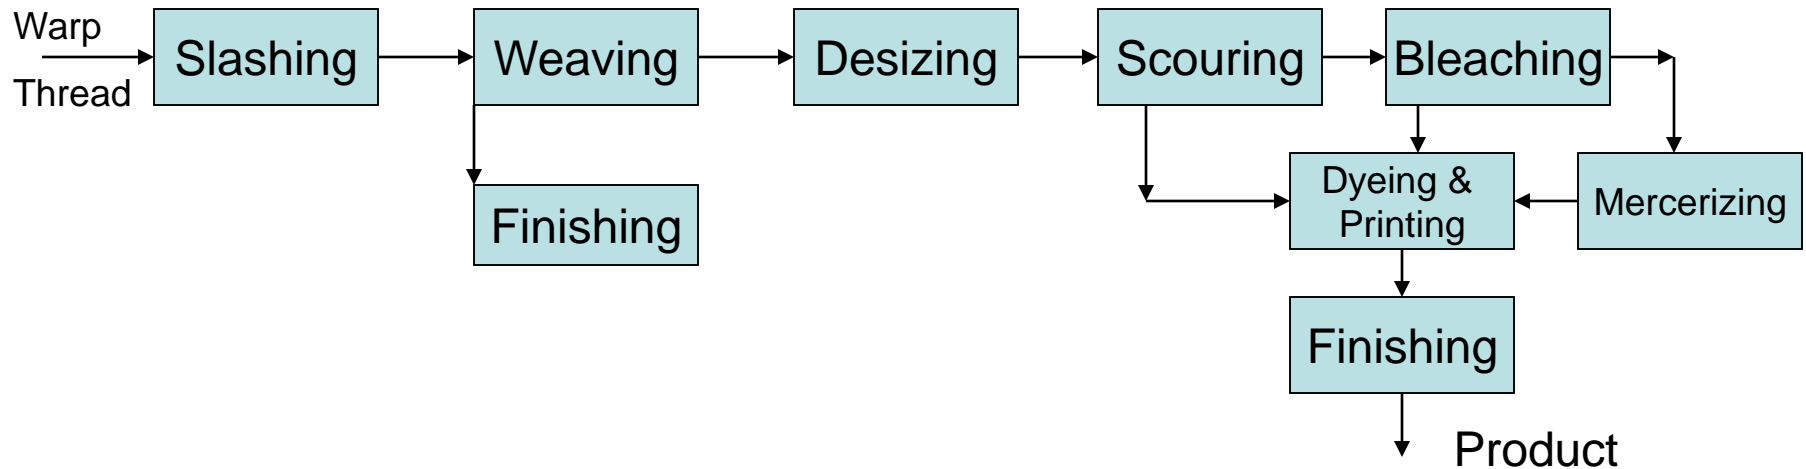 Warp
Thread
Slashing
Weaving
Desizing
Scouring
Bleaching
Finishing
Dyeing &
Printing
Mercerizing
Finishing
Product